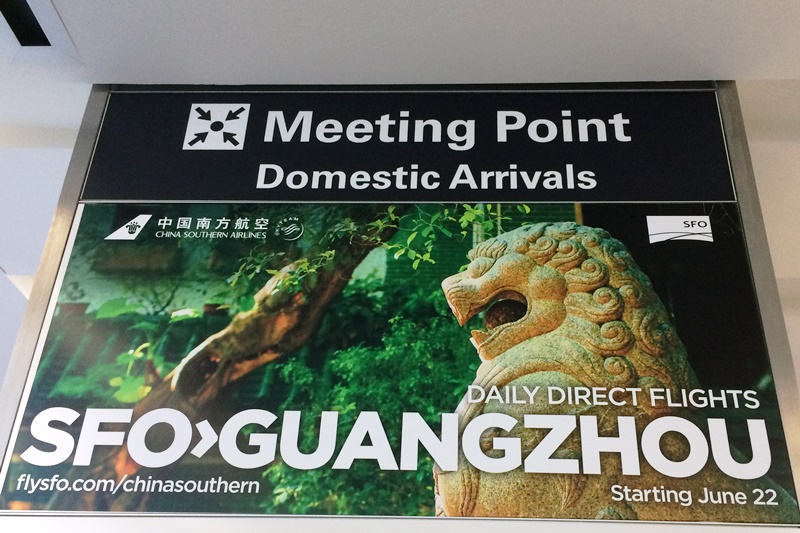 Meeting Point
Domestic Arrivals
中国南方航空
CHINA SOUTHERN AIRLINES
SKYTEAM
SFO
DAILY DIRECT FLIGHTS
SFO>GUANGZHOU
flysfo.com/chinasouthern
Starting June 22